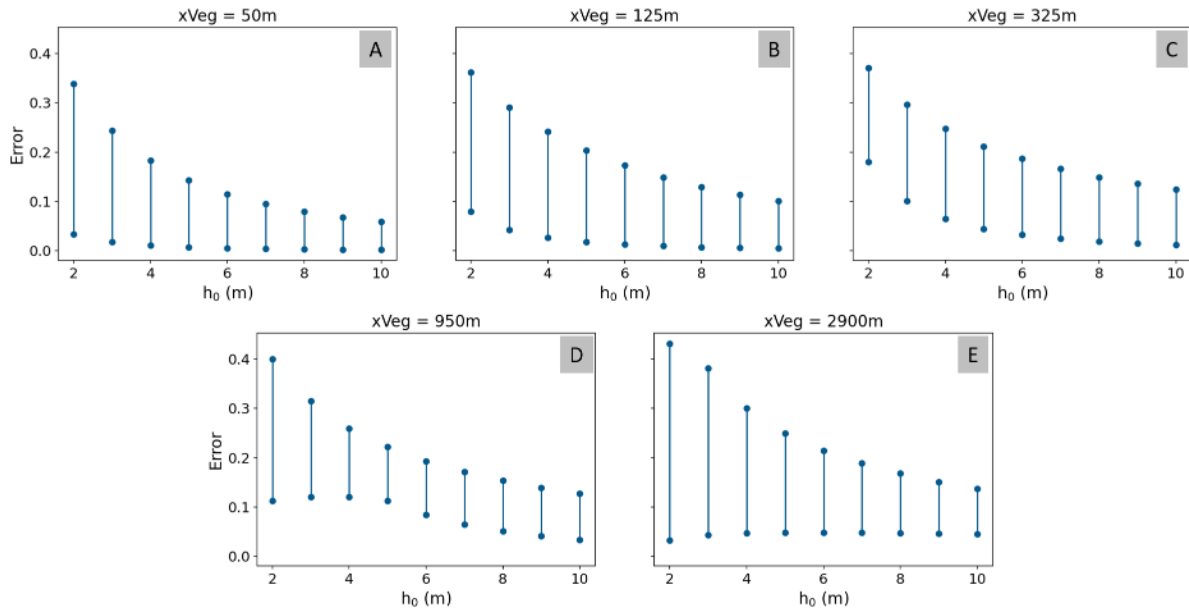 xVeg = 50m
A
0.4
0.3
0.2
0.1
0.0
Error
2 4 6 8 10
h₀ (m)
xVeg = 125m
B
2 4 6 8 10
h₀ (m)
xVeg = 325m
C
2 4 6 8 10
h₀ (m)
xVeg = 950m
D
0.4
0.3
0.2
0.1
0.0
Error
2 4 6 8 10
h₀ (m)
xVeg = 2900m
E
2 4 6 8 10
h₀ (m)